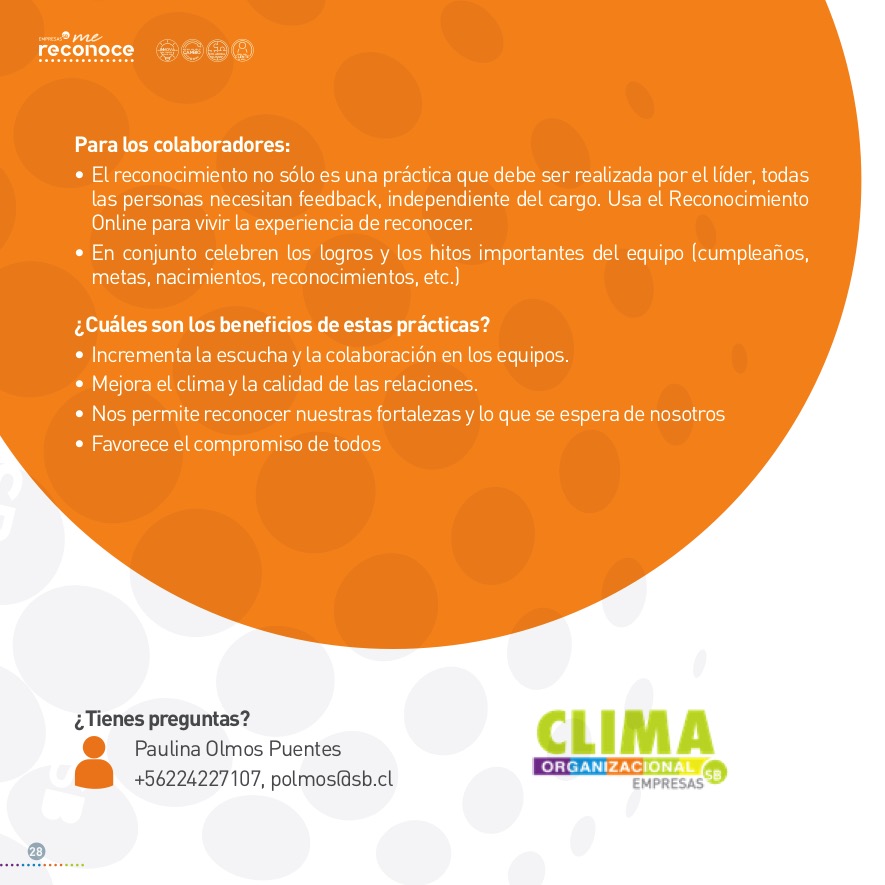 EMPRESAS SB me
reconoce
Para los colaboradores:
• El reconocimiento no sólo es una práctica que debe ser realizada por el líder, todas
las personas necesitan feedback, independiente del cargo. Usa el Reconocimiento
Online para vivir la experiencia de reconocer.
• En conjunto celebren los logros y los hitos importantes del equipo (cumpleaños,
metas, nacimientos, reconocimientos, etc.)
¿Cuáles son los beneficios de estas prácticas?
• Incrementa la escucha y la colaboración en los equipos.
• Mejora el clima y la calidad de las relaciones.
• Nos permite reconocer nuestras fortalezas y lo que se espera de nosotros
• Favorece el compromiso de todos
¿Tienes preguntas?
Paulina Olmos Puentes
+56224227107, polmos@sb.cl
CLIMA
ORGANIZACIONAL
EMPRESAS SB
28